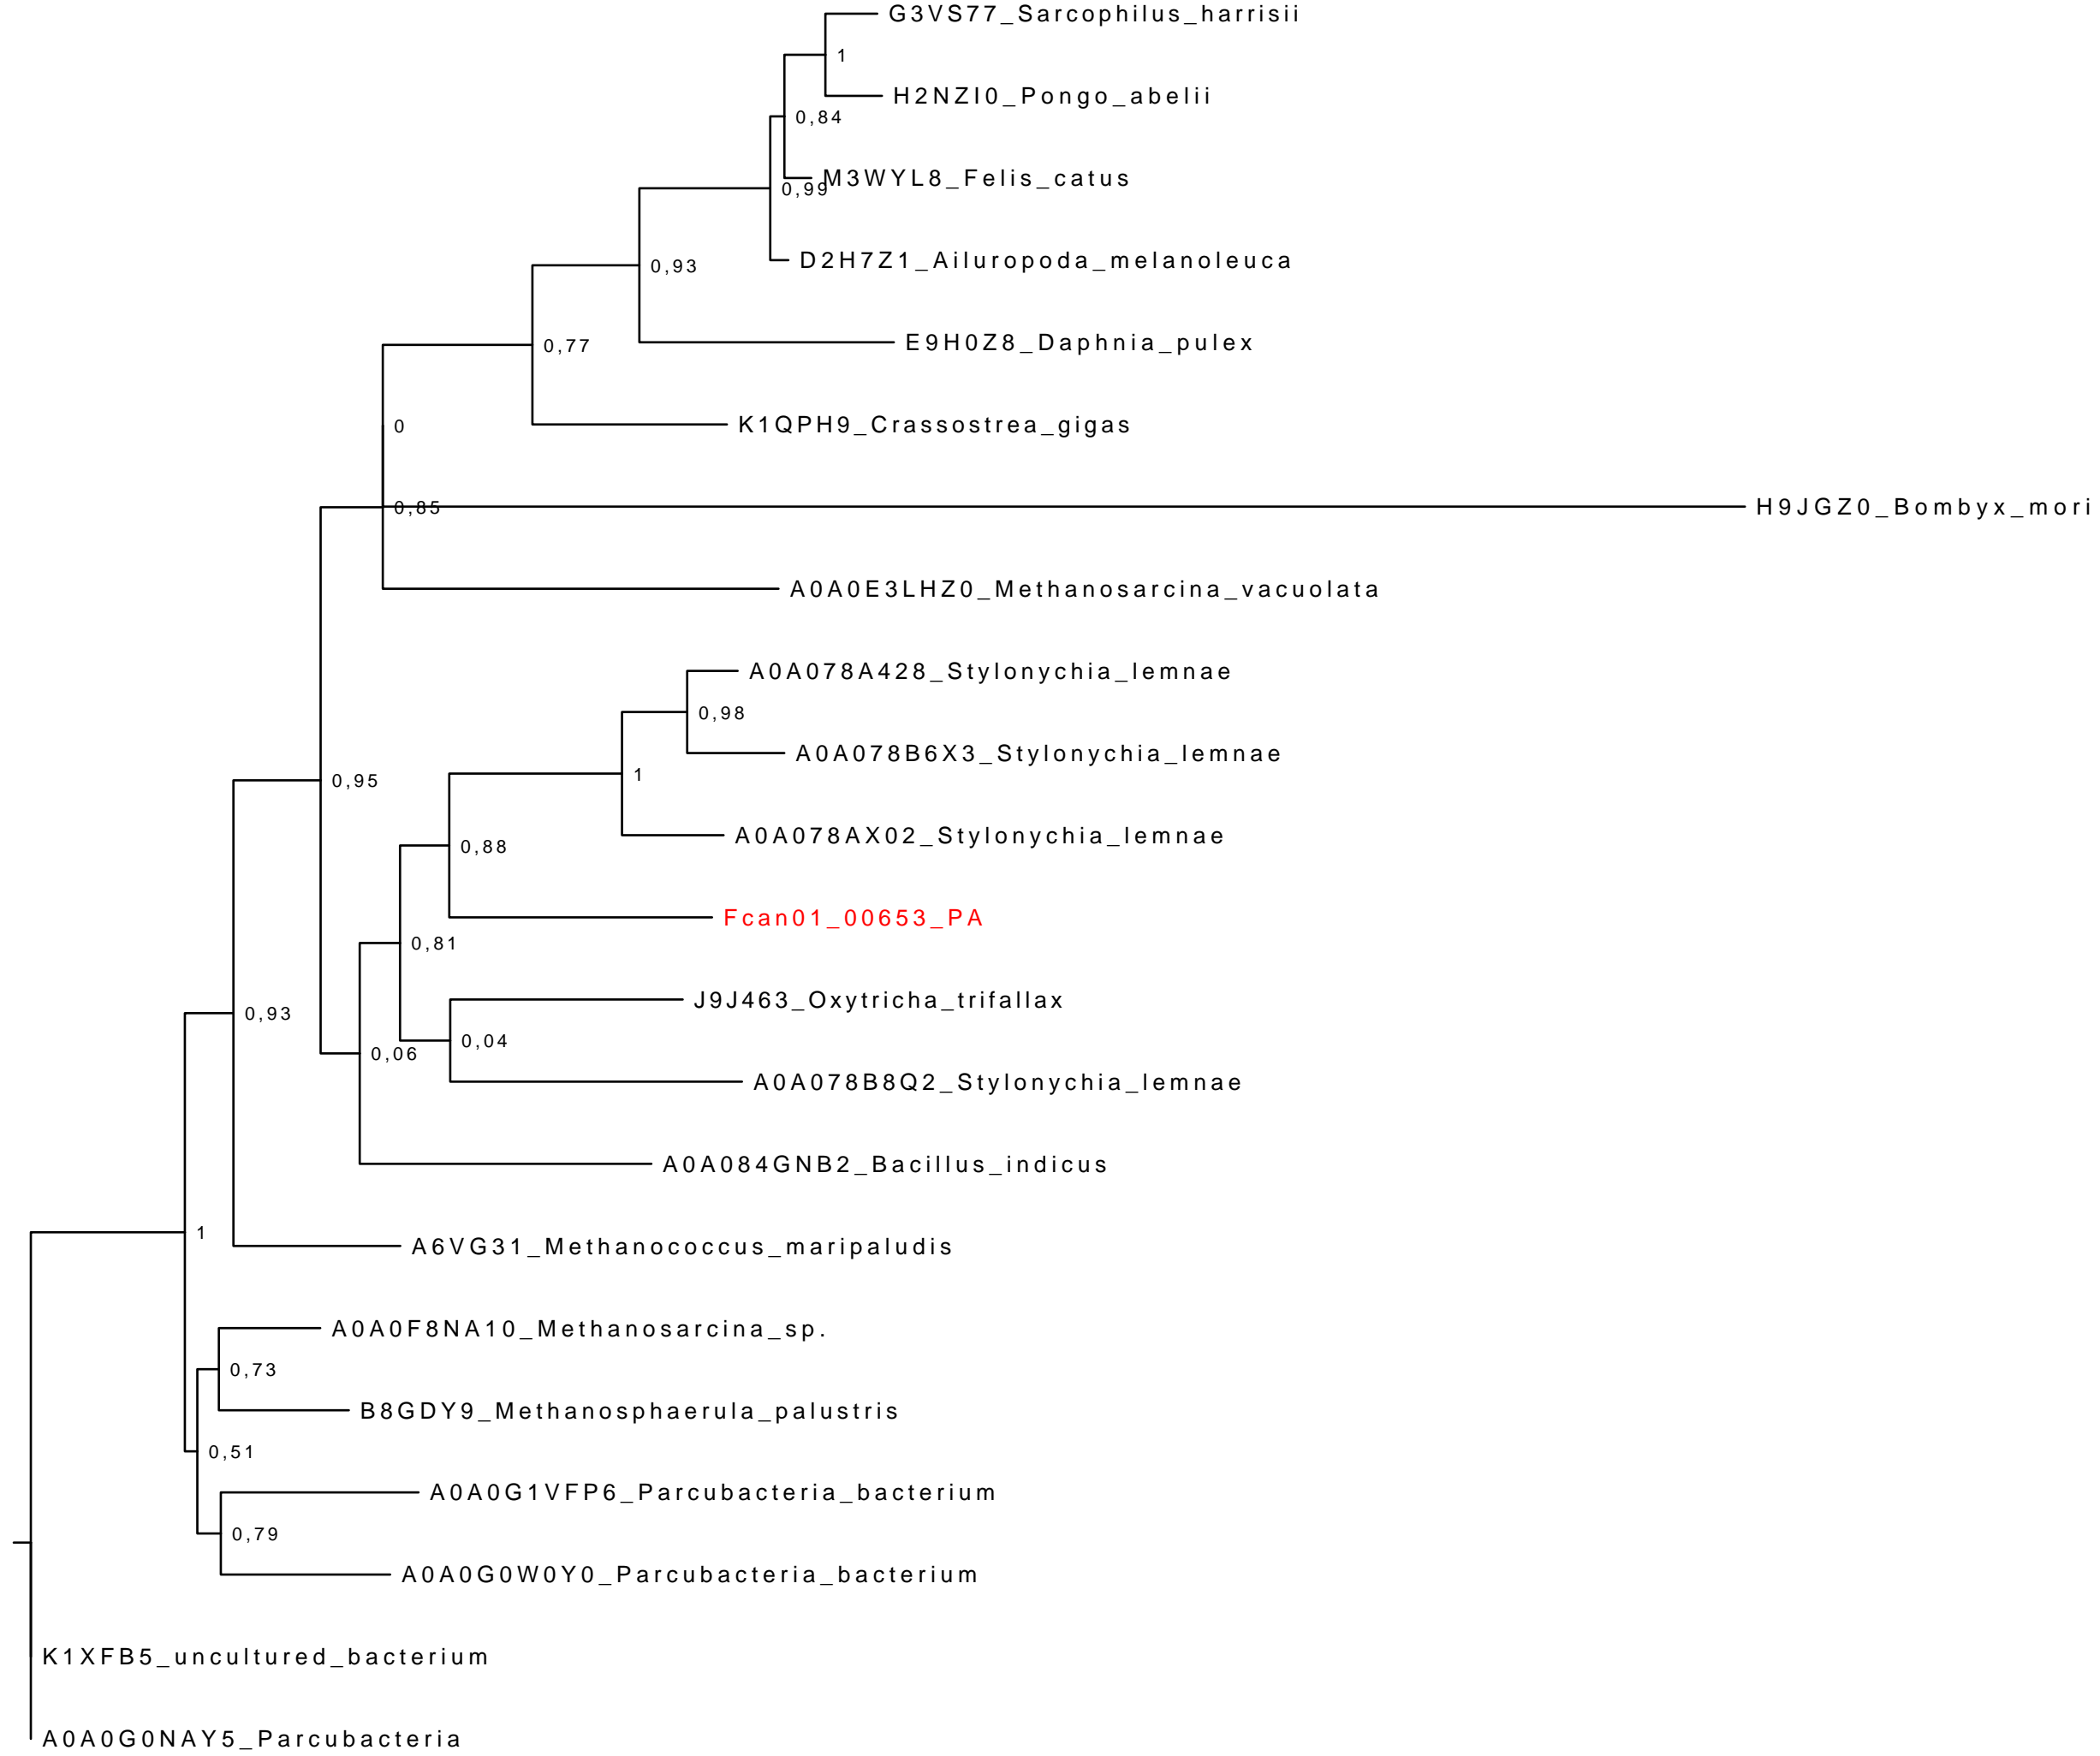 G3VS77_Sarcophilus_harrisii
1
H2NZI0_Pongo_abelii
0,84
M3WYL8_Felis_catus
0,99
D2H7Z1_Ailuropoda_melanoleuca
0,93
E9H0Z8_Daphnia_pulex
0,77
K1QPH9_Crassostrea_gigas
0
H9JGZ0_Bombyx_mori
0,85
A0A0E3LHZ0_Methanosarcina_vacuolata
A0A078A428_Stylonychia_lemnae
0,98
A0A078B6X3_Stylonychia_lemnae
1
0,95
A0A078AX02_Stylonychia_lemnae
0,88
Fcan01_00653_PA
0,81
J9J463_Oxytricha_trifallax
0,93
0,04
0,06
A0A078B8Q2_Stylonychia_lemnae
A0A084GNB2_Bacillus_indicus
1
A6VG31_Methanococcus_maripaludis
A0A0F8NA10_Methanosarcina_sp.
0,73
B8GDY9_Methanosphaerula_palustris
0,51
A0A0G1VFP6_Parcubacteria_bacterium
0,79
A0A0G0W0Y0_Parcubacteria_bacterium
K1XFB5_uncultured_bacterium
A0A0G0NAY5_Parcubacteria